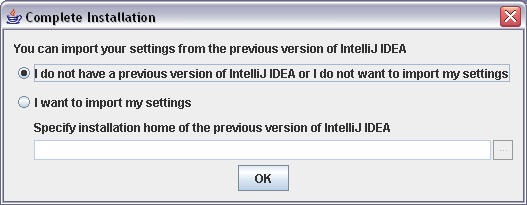 Complete Installation
You can import your settings from the previous version of IntelliJ IDEA
I do not have a previous version of IntelliJ IDEA or I do not want to import my settings
I want to import my settings
Specify installation home of the previous version of IntelliJ IDEA
...
OK